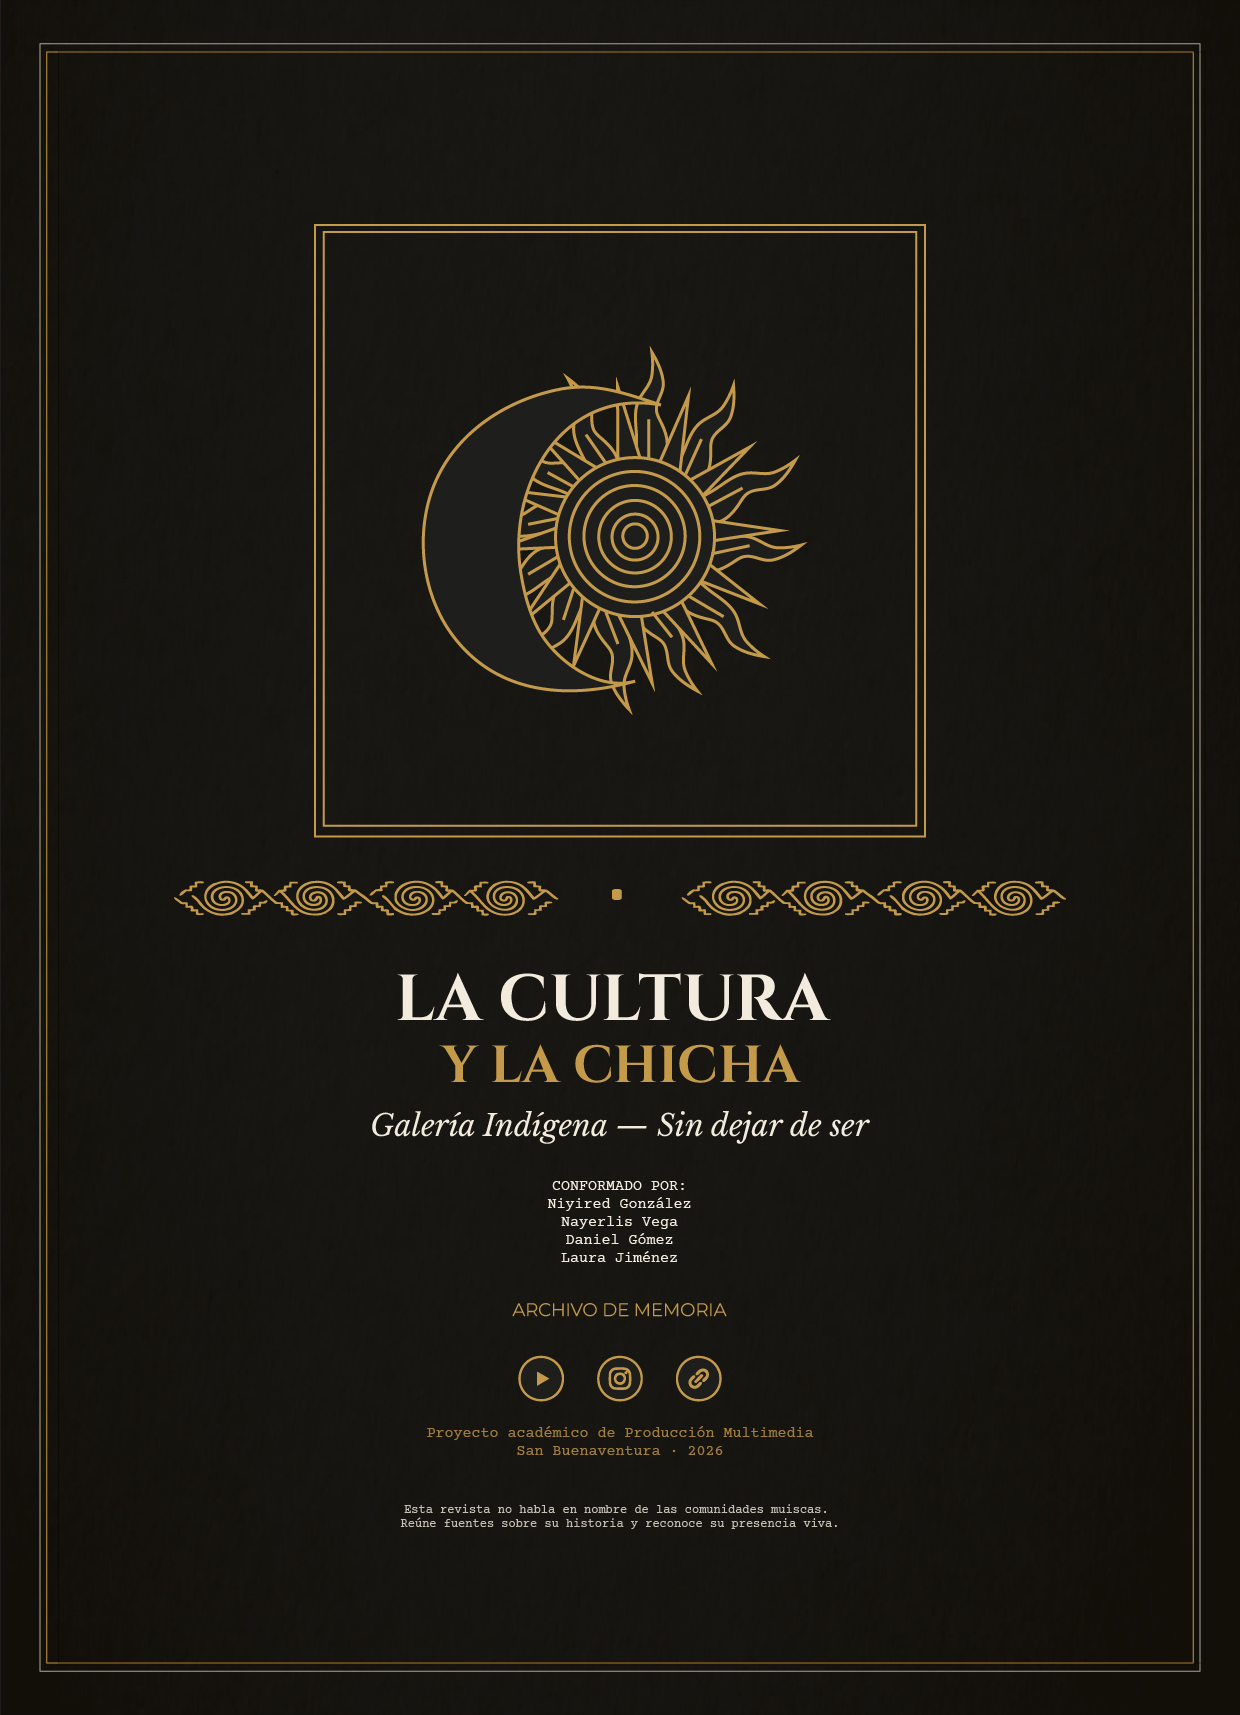 LA CULTURA
Y LA CHICHA
Galería Indígena — Sin dejar de ser
CONFORMADO POR:
Niyired González
Nayerlis Vega
Daniel Gómez
Laura Jiménez
ARCHIVO DE MEMORIA
Proyecto académico de Producción Multimedia
San Buenaventura · 2026
Esta revista no habla en nombre de las comunidades muiscas.
Reúne fuentes sobre su historia y reconoce su presencia viva.